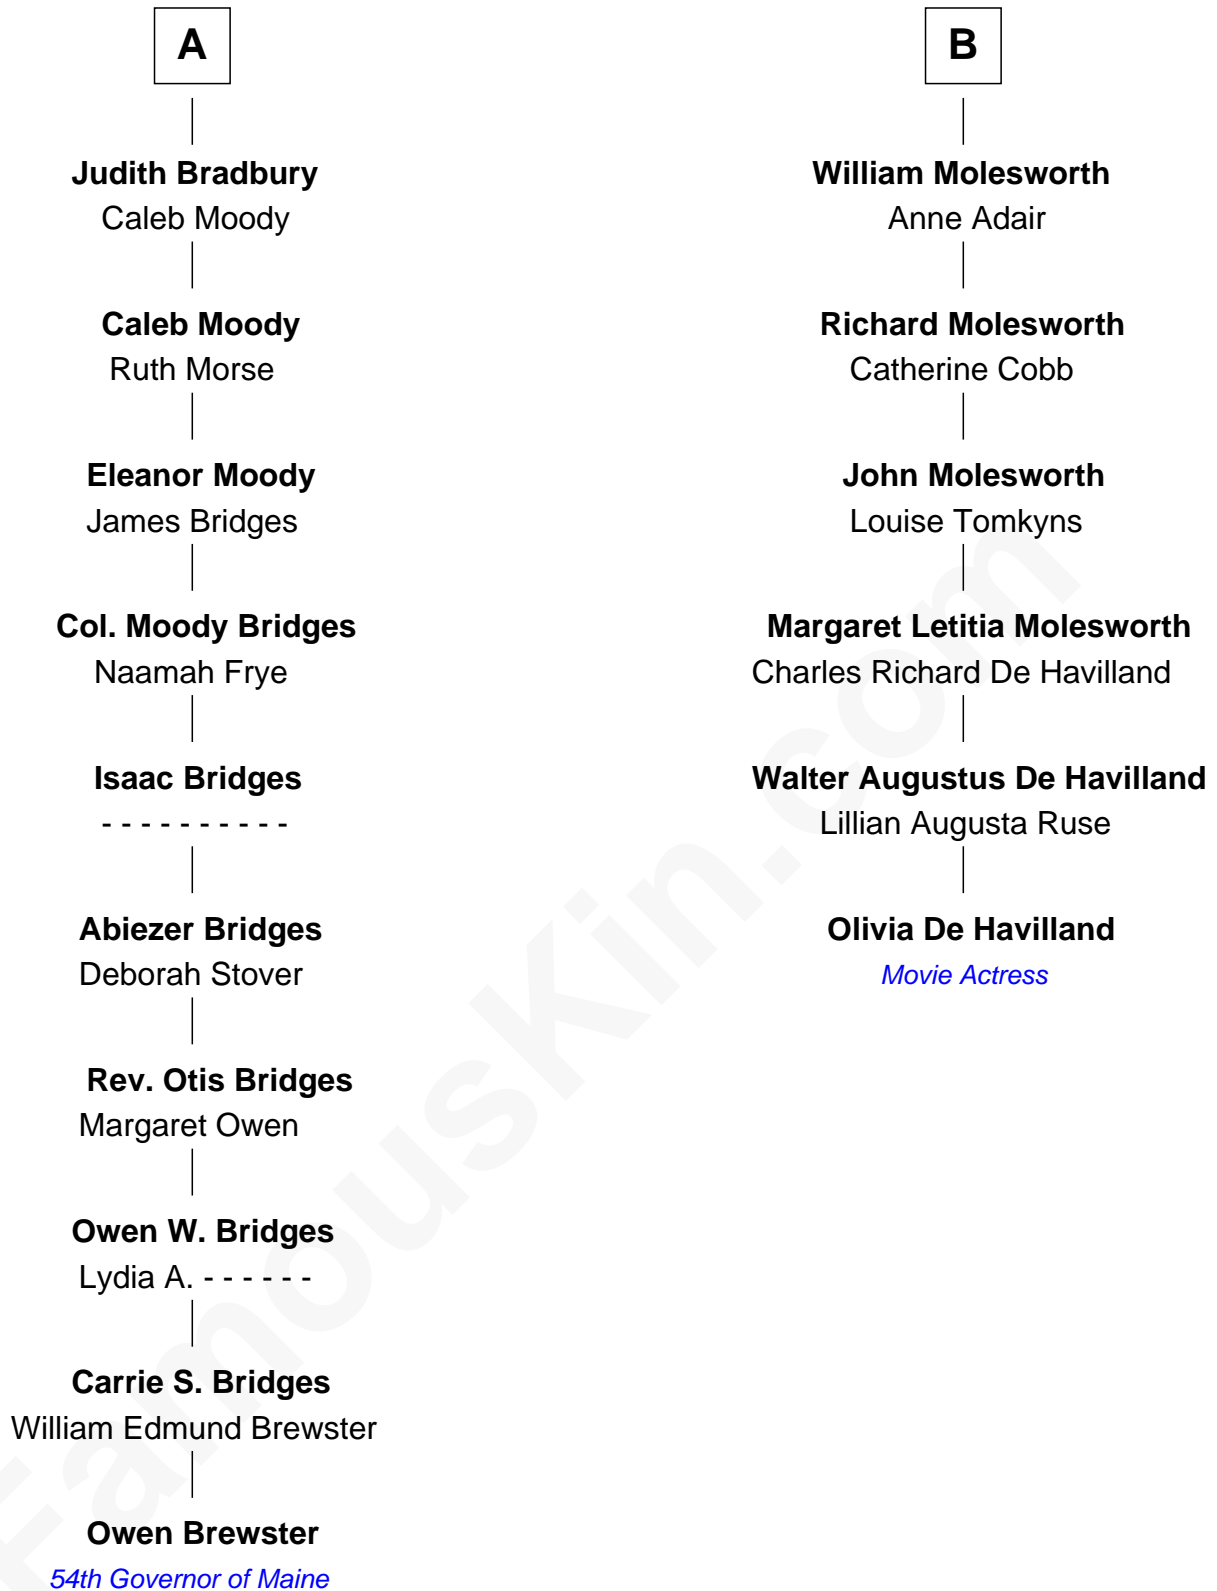 A
Judith Bradbury
Caleb Moody
Caleb Moody
Ruth Morse
Eleanor Moody
James Bridges
Col. Moody Bridges
Naamah Frye
Isaac Bridges
- - - - - - - - - -
Abiezer Bridges
Deborah Stover
Rev. Otis Bridges
Margaret Owen
Owen W. Bridges
Lydia A. - - - - - -
Carrie S. Bridges
William Edmund Brewster
Owen Brewster
54th Governor of Maine
B
William Molesworth
Anne Adair
Richard Molesworth
Catherine Cobb
John Molesworth
Louise Tomkyns
Margaret Letitia Molesworth
Charles Richard De Havilland
Walter Augustus De Havilland
Lillian Augusta Ruse
Olivia De Havilland
Movie Actress
FamousKin.com